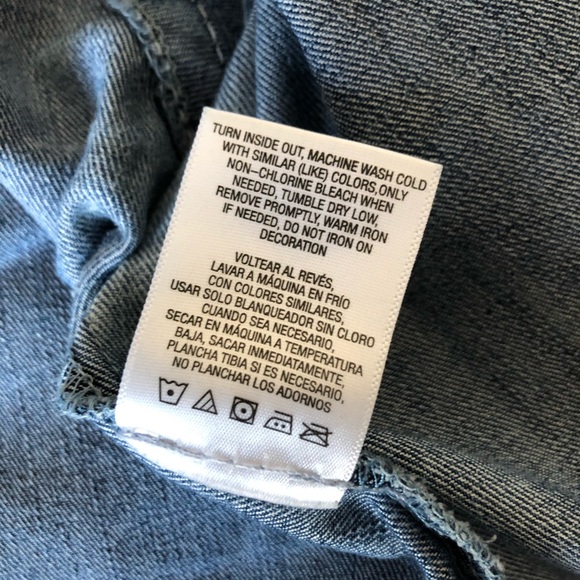 TURN INSIDE OUT, MACHINE WASH COLD
WITH SIMILAR (LIKE) COLORS, ONLY
NON-CHLORINE BLEACH WHEN
NEEDED, TUMBLE DRY LOW,
REMOVE PROMPTLY, WARM IRON
IF NEEDED, DO NOT IRON ON
DECORATION
VOLTEAR AL REVÉS,
LAVAR A MÁQUINA EN FRÍO
CON COLORES SIMILARES,
USAR SOLO BLANQUEADOR SIN CLORO
CUANDO SEA NECESARIO,
SECAR EN MÁQUINA A TEMPERATURA
BAJA, SACAR INMEDIATAMENTE,
PLANCHA TIBIA SI ES NECESARIO,
NO PLANCHAR LOS ADORNOS